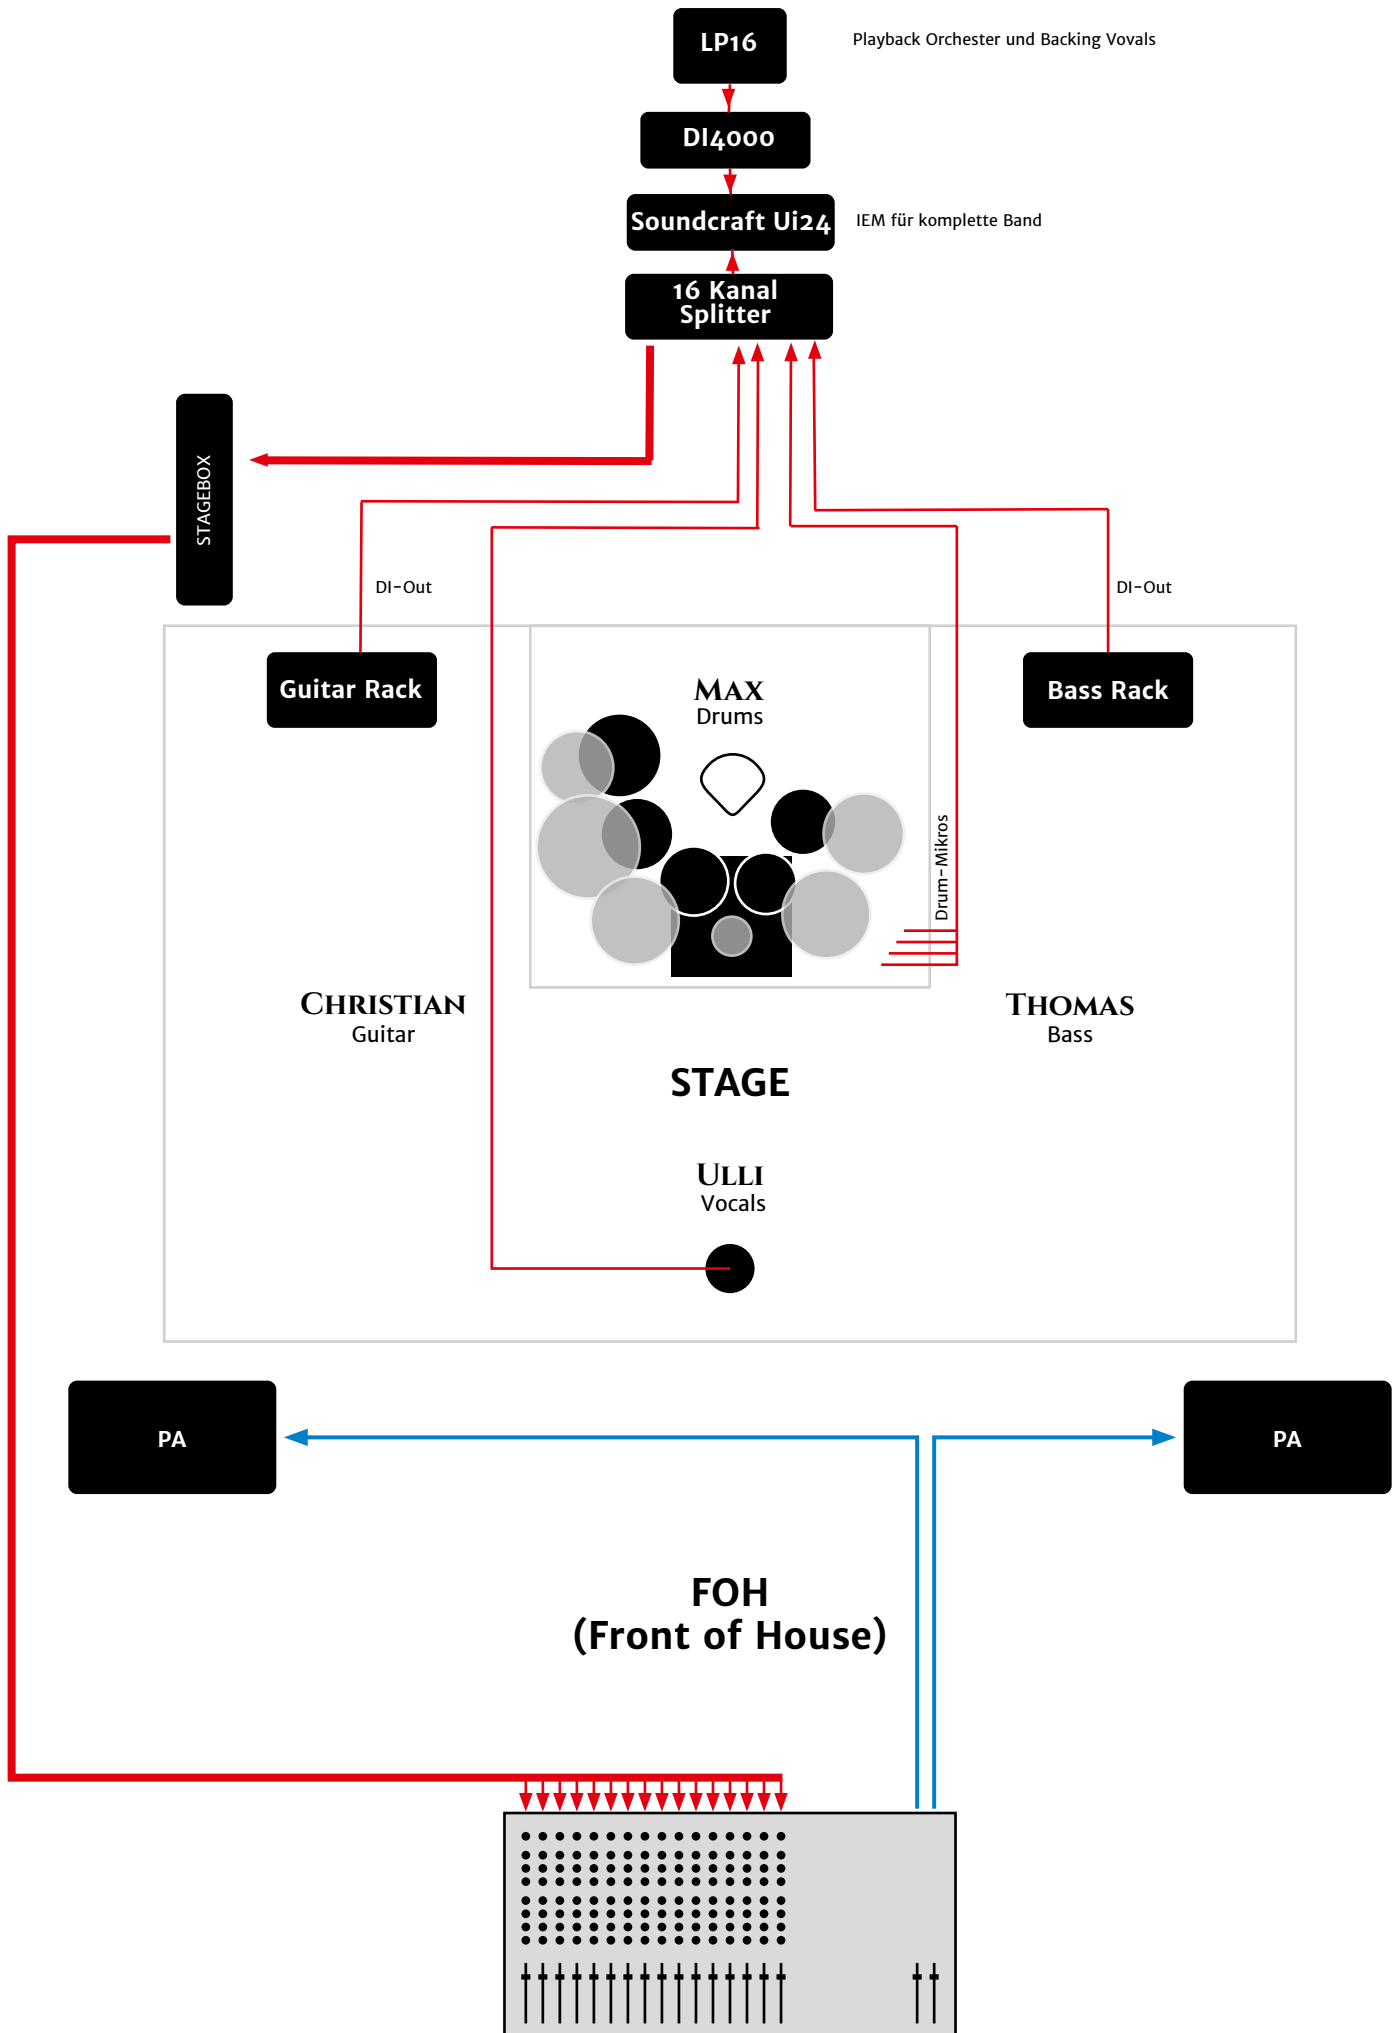 LP16
Playback Orchester und Backing Vovals
DI4000
Soundcraft Ui24
IEM für komplette Band
16 Kanal
Splitter
STAGEBOX
DI-Out
DI-Out
Guitar Rack
Max
Drums
Bass Rack
Drum-Mikros
Christian
Guitar
Thomas
Bass
STAGE
Ulli
Vocals
PA
PA
FOH
(Front of House)